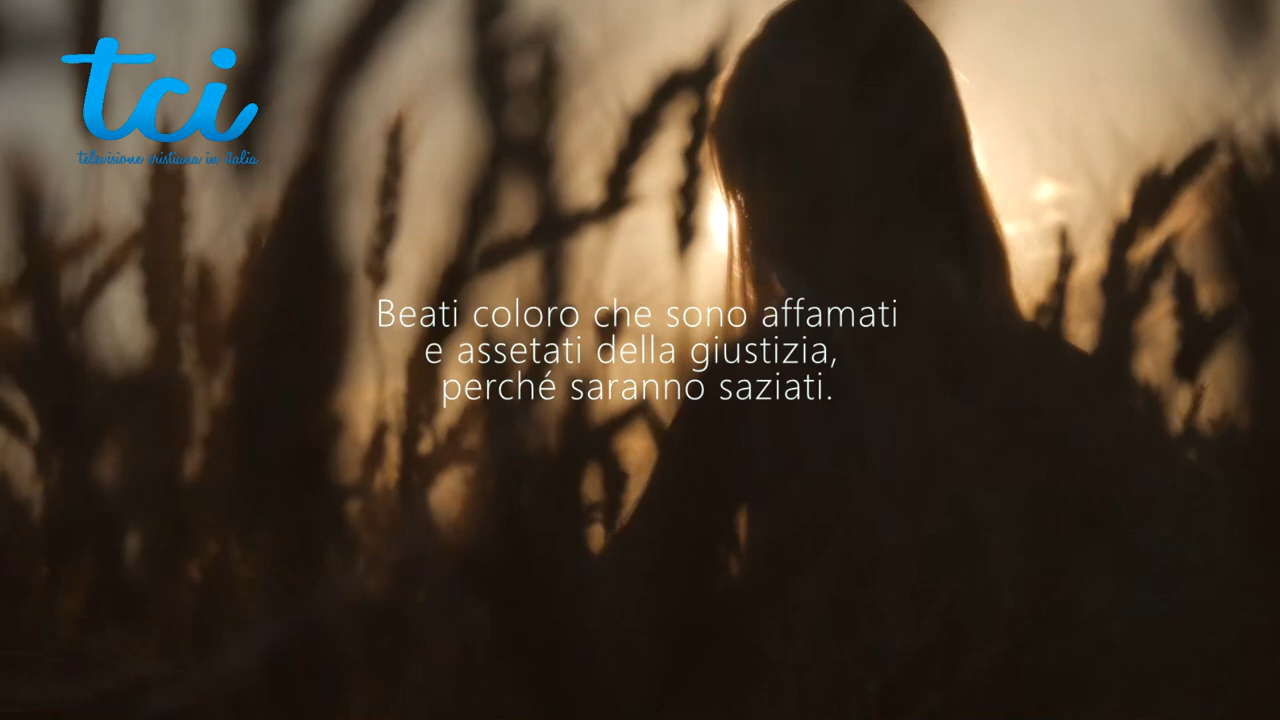 tci
televisione cristiana in italia
Beati coloro che sono affamati
e assetati della giustizia,
perché saranno saziati.